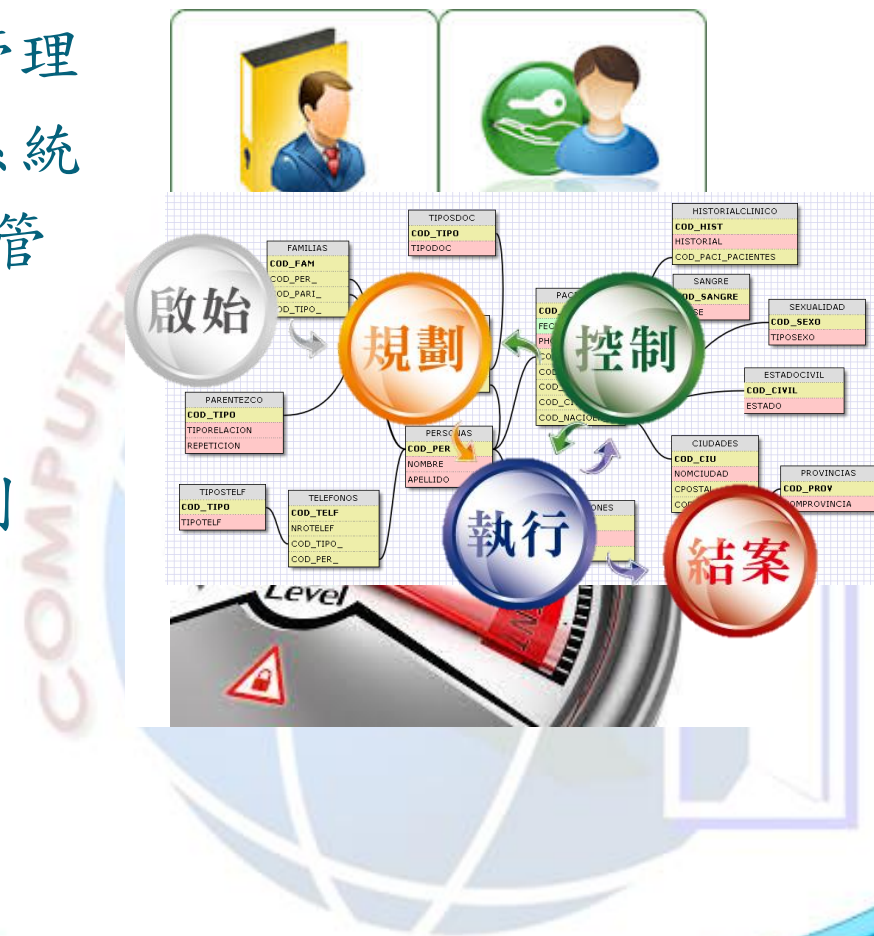 理
統
管
COMPUTE
TIPOSDOC
COD_TIPO
TIPODOC
HISTORIALCLINICO
COD_HIST
HISTORIAL
COD_PACI_PACIENTES
FAMILIAS
COD_FAM
COD_PER_
COD_PARI_
COD_TIPO_
啟始
規劃
控制
SANGRE
COD_SANGRE
SEXUALIDAD
COD_SEXO
TIPOSEXO
ESTADOCIVIL
COD_CIVIL
ESTADO
PARENTEZCO
COD_TIPO
TIPORELACION
REPETICION
COD_NACIO
PERSONAS
COD_PER
NOMBRE
APELLIDO
CIUDADES
COD_CIU
NOMCIUDAD
CPOSTAL
PROVINCIAS
COD_PROV
NOMPROVINCIA
TIPOSTELF
COD_TIPO
TIPOTELF
TELEFONOS
COD_TELF
NROTELEF
COD_TIPO_
COD_PER_
執行
ONES
結案
Level